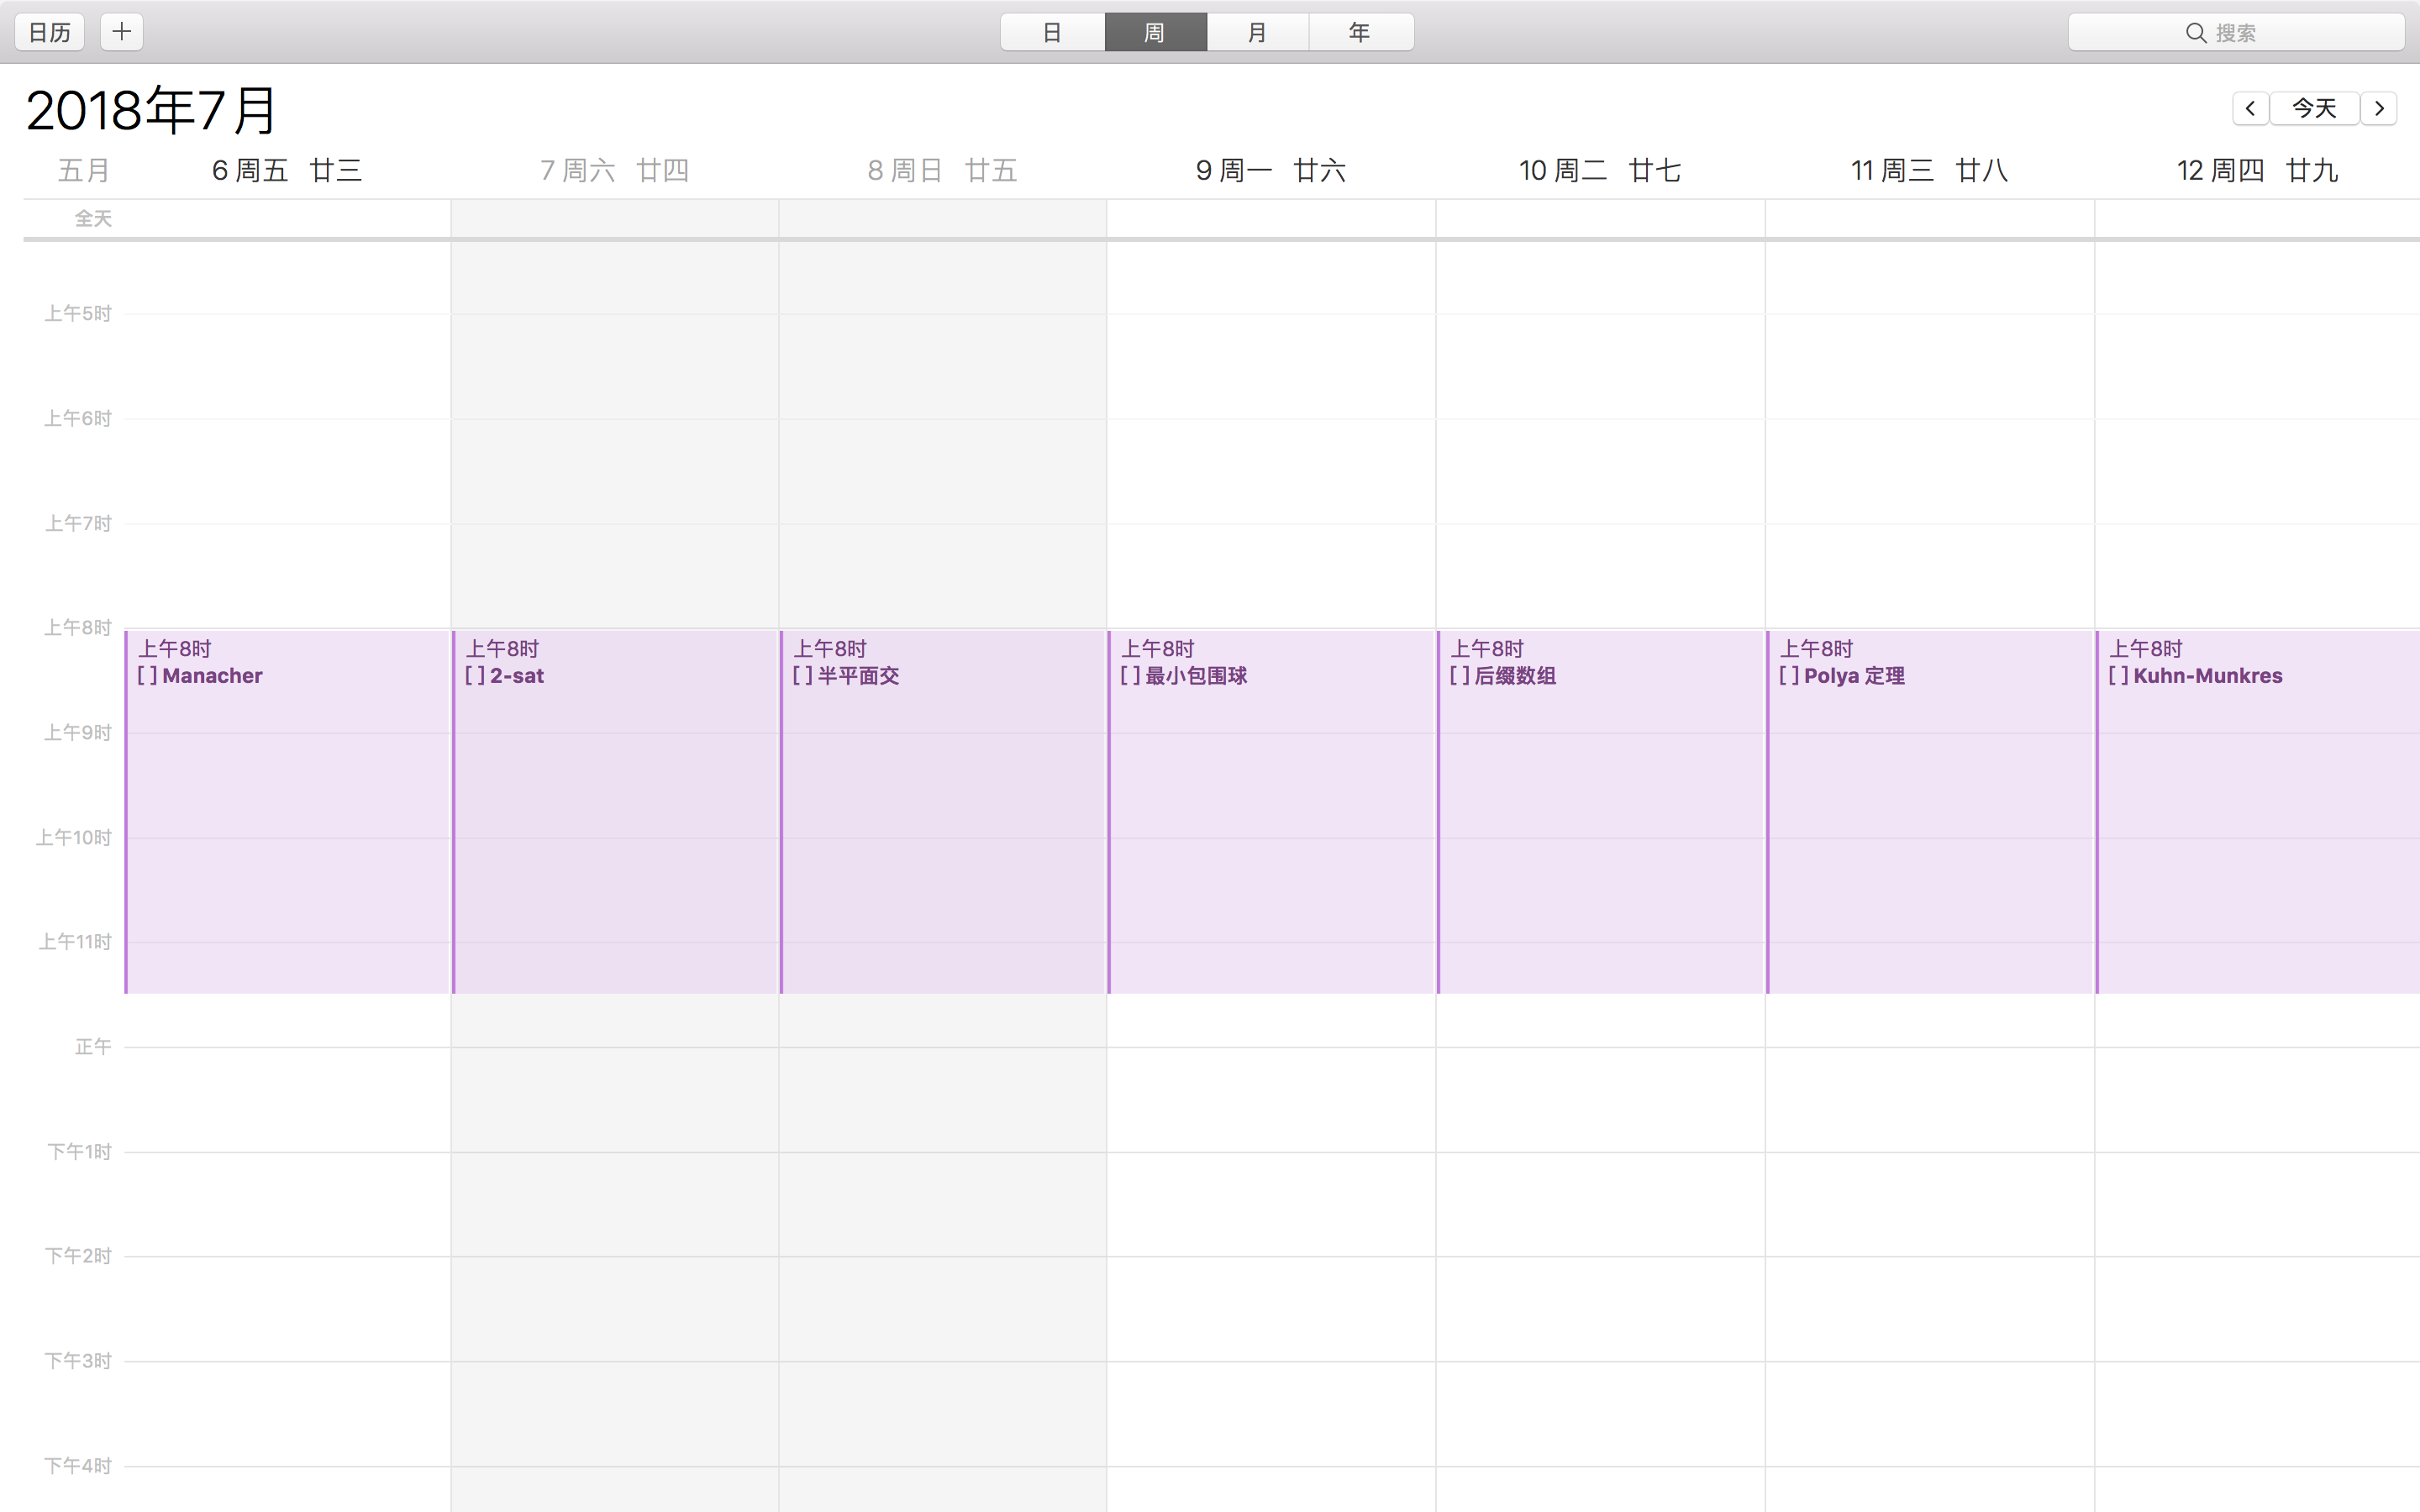 日历
日 周 月 年
搜索
2018年7月
今天
五月 6 周五 廿三 7 周六 廿四 8 周日 廿五 9 周一 廿六 10 周二 廿七 11 周三 廿八 12 周四 廿九
全天
上午5时
上午6时
上午7时
上午8时
上午8时 上午8时 上午8时 上午8时 上午8时 上午8时 上午8时
[ ] Manacher [ ] 2-sat [ ] 半平面交 [ ] 最小包围球 [ ] 后缀数组 [ ] Polya 定理 [ ] Kuhn-Munkres
上午9时
上午10时
上午11时
正午
下午1时
下午2时
下午3时
下午4时